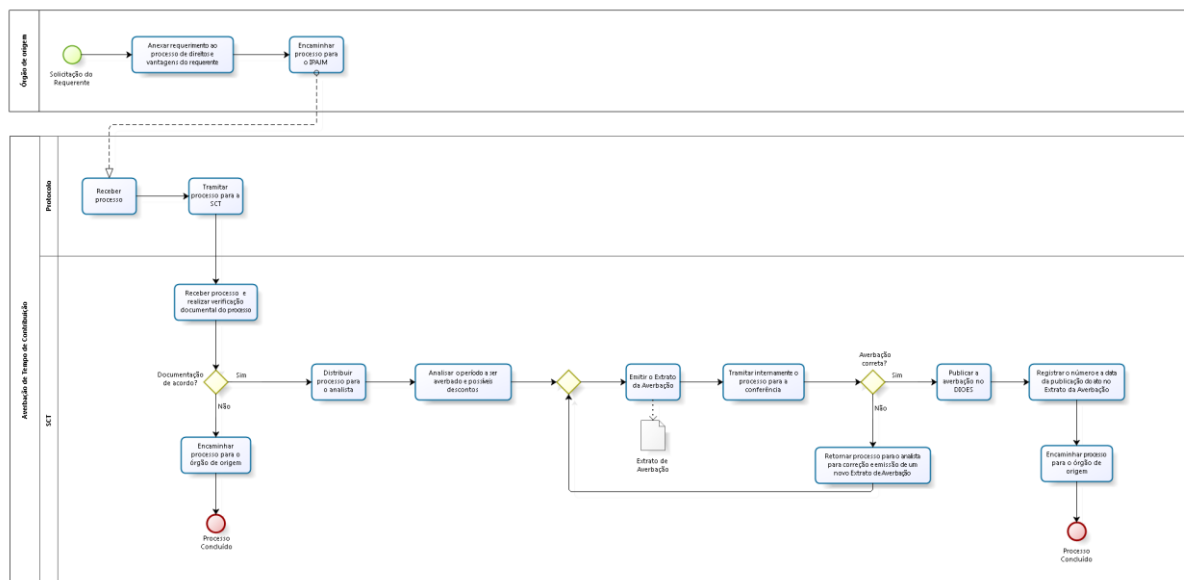 Órgão de origem
Solicitação do
Requerente
Anexar requerimento ao
processo de direitos e
vantagens do requerente
Encaminhar
processo para
o IPAJM
Averbação de Tempo de Contribuição
Protocolo
Receber
processo
Tramitar
processo para a
SCT
SCT
Receber processo e
realizar verificação
documental do processo
Documentação
de acordo?
Sim
Não
Encaminhar
processo para o
órgão de origem
Processo
Concluído
Distribuir
processo para
o analista
Analisar o período a ser
averbado e possíveis
descontos
Emitir o Extrato
da Averbação
Extrato de
Averbação
Tramitar internamente o
processo para a
conferência
Averbação
correta?
Sim
Não
Retornar processo para o analista
para correção e emissão de um
novo Extrato de Averbação
Publicar a
averbação no
DIOES
Registrar o número e a data
da publicação do ato no
Extrato da Averbação
Encaminhar processo
para o órgão de
origem
Processo
Concluído